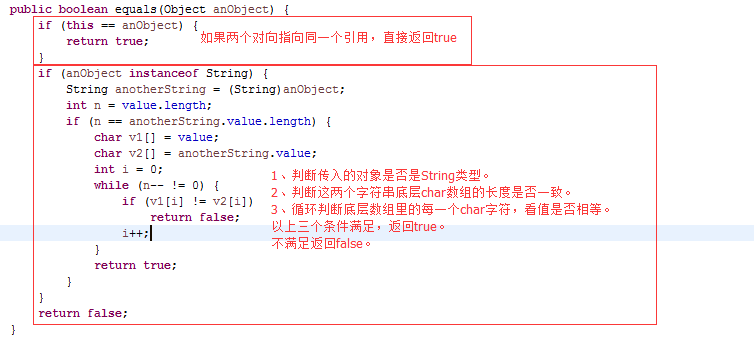 public boolean equals(Object anObject) {
if (this == anObject) {
return true;
如果两个对向指向同一个引用，直接返回true
}
if (anObject instanceof String) {
String anotherString = (String)anObject;
int n = value.length;
if (n == anotherString.value.length) {
char v1[] = value;
char v2[] = anotherString.value;
int i = 0;
1、判断传入的对象是否是String类型。
while (n-- != 0) {
2、判断这两个字符串底层char数组的长度是否一致。
if (v1[i] != v2[i])
3、循环判断底层数组里的每一个char字符，看值是否相等。
return false;
以上三个条件满足，返回true。
i++;
不满足返回false。
}
return true;
}
}
return false;
}